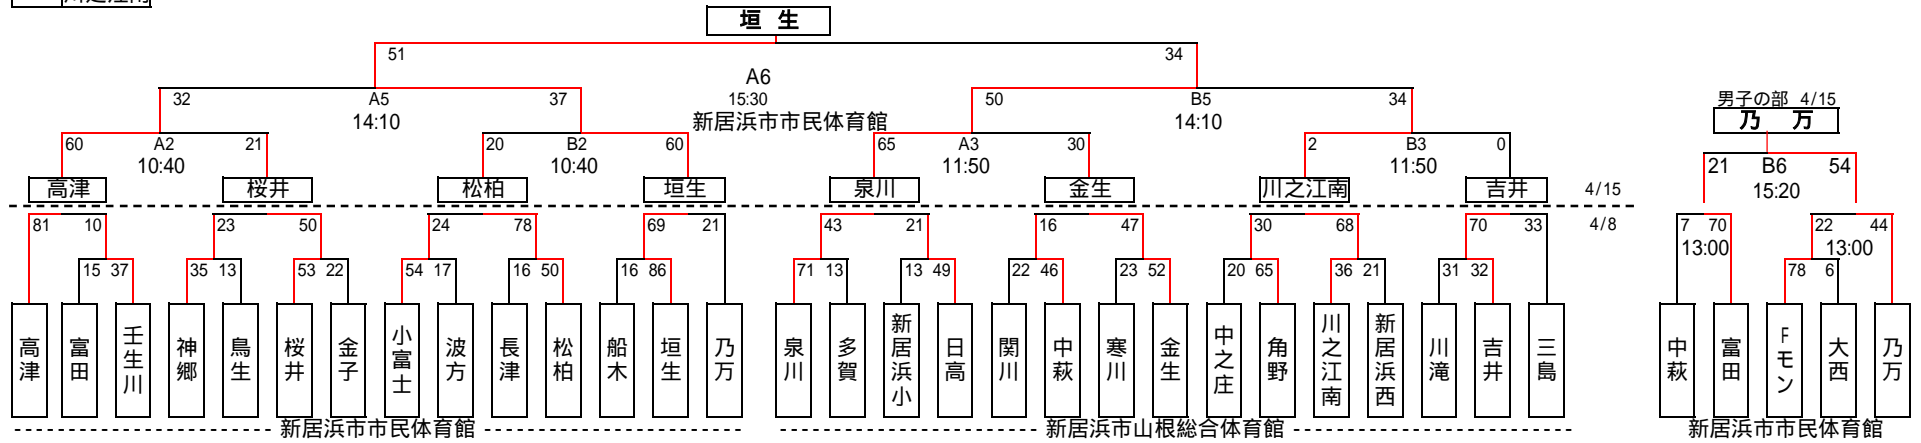 川之江南
垣 生
51 34
A6
32 A5 37 15:30 50 B5 34
14:10 新居浜市市民体育館 14:10
男子の部 4/15
乃 万
60 A2 21 20 B2 60 65 A3 30 2 B3 0
10:40 10:40 11:50 11:50
21 B6 54
15:20
高津 桜井 松柏 垣生 泉川 金生 川之江南 吉井 4/15
81 10 23 50 24 78 69 21 43 21 16 47 30 68 70 33 4/8
7 70 22 44
13:00 13:00
15 37 35 13 53 22 54 17 16 50 16 86 71 13 13 49 22 46 23 52 20 65 36 21 31 32 78 6
高津 富田 壬生川 神郷 鳥生 桜井 金子 小富士 波方 長津 松柏 船木 垣生 乃万 泉川 多賀 新居浜小 日高 関川 中萩 寒川 金生 中之庄 角野 川之江南 新居浜西 川滝 吉井 三島 中萩 富田 Fモン 大西 乃万
新居浜市市民体育館 新居浜市山根総合体育館 新居浜市市民体育館